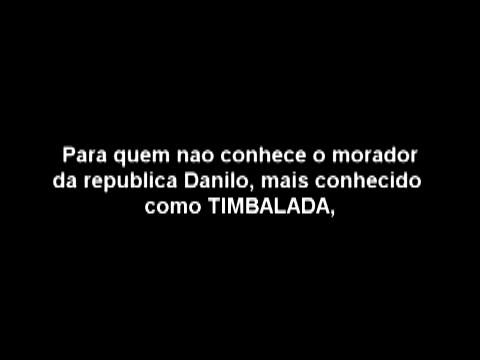 Para quem nao conhece o morador
da republica Danilo, mais conhecido
como TIMBALADA,